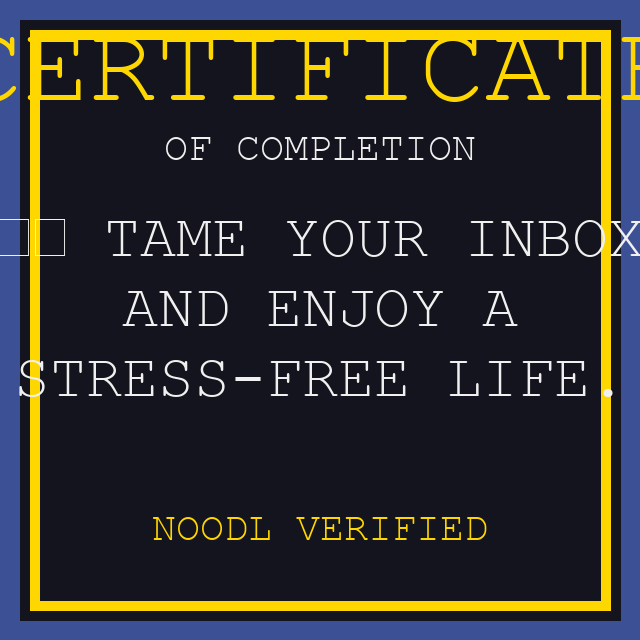 CERTIFICATE
OF COMPLETION
TAME YOUR INBOX
AND ENJOY A
STRESS-FREE LIFE.
NOODL VERIFIED